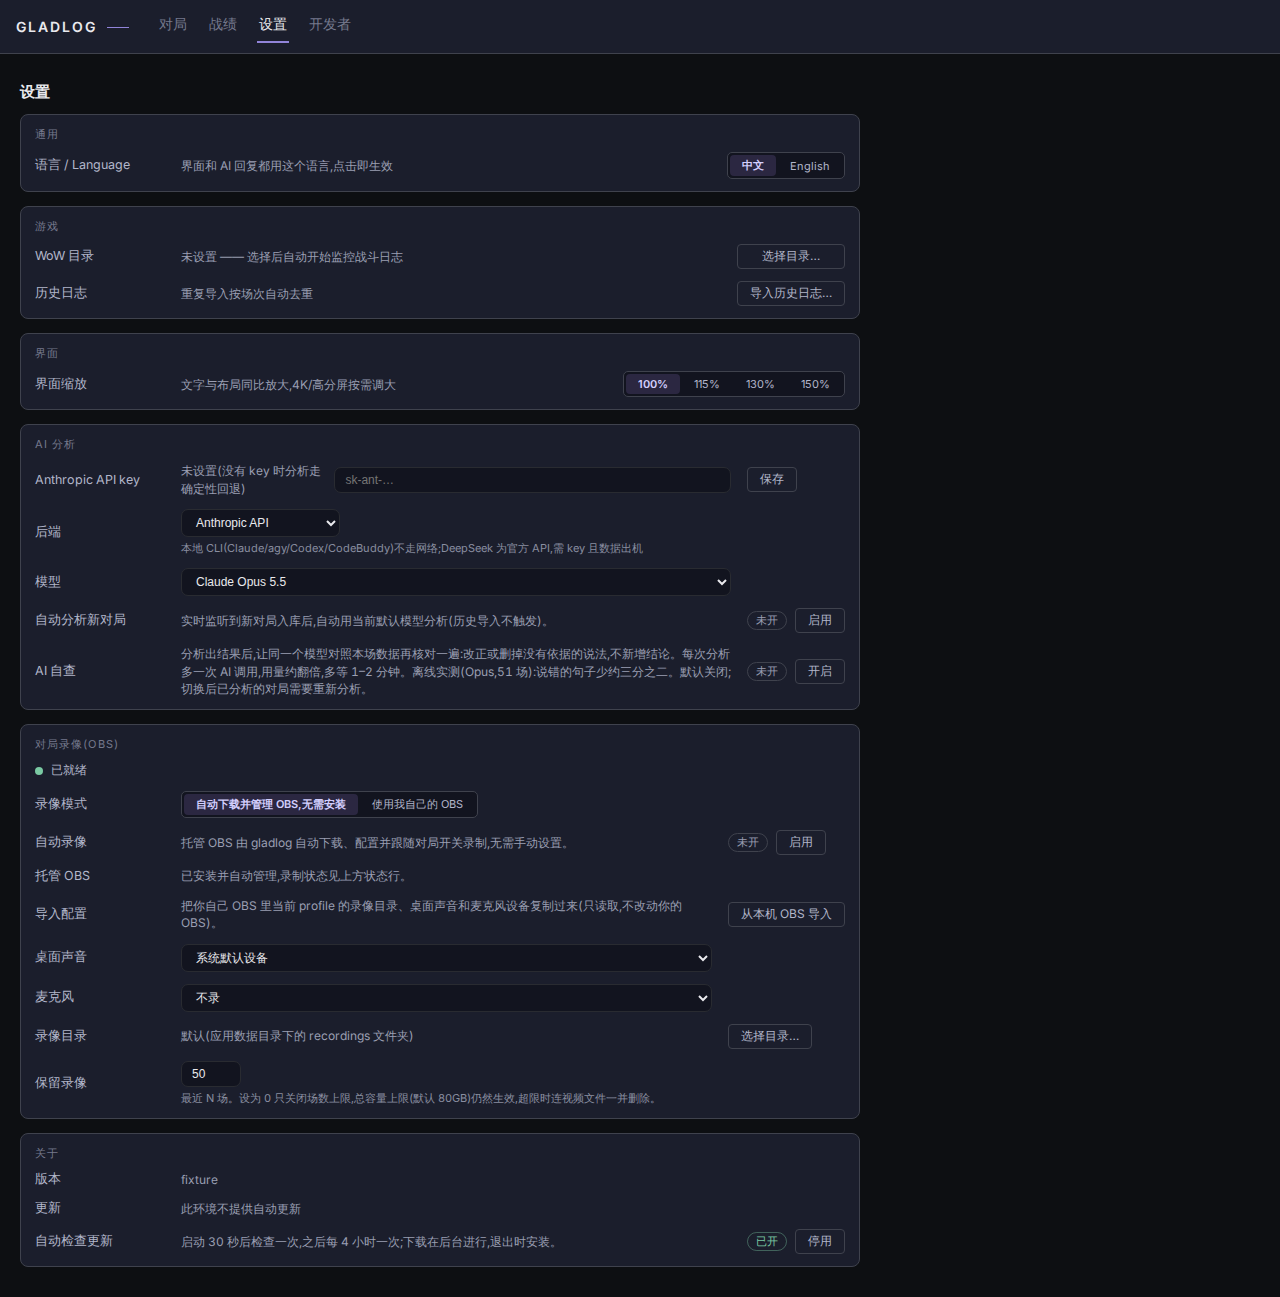 GLADLOG
对局 战绩 设置 开发者
设置
通用
语言 / Language 界面和 AI 回复都用这个语言,点击即生效 中文 English
游戏
WoW 目录 未设置 —— 选择后自动开始监控战斗日志 选择目录...
历史日志 重复导入按场次自动去重 导入历史日志...
界面
界面缩放 文字与布局同比放大,4K/高分屏按需调大 100% 115% 130% 150%
AI 分析
Anthropic API key 未设置(没有 key 时分析走
确定性回退) sk-ant-... 保存
后端 Anthropic API
本地 CLI(Claude/agy/Codex/CodeBuddy)不走网络;DeepSeek 为官方 API,需 key 且数据出机
模型 Claude Opus 5.5
自动分析新对局 实时监听到新对局入库后,自动用当前默认模型分析(历史导入不触发)。 未开 启用
AI 自查 分析出结果后,让同一个模型对照本场数据再核对一遍:改正或删掉没有依据的说法,不新增结论。每次分析
多一次 AI 调用,用量约翻倍,多等 1–2 分钟。离线实测(Opus,51 场):说错的句子少约三分之二。默认关闭;
切换后已分析的对局需要重新分析。 未开 开启
对局录像(OBS)
已就绪
录像模式 自动下载并管理 OBS,无需安装 使用我自己的 OBS
自动录像 托管 OBS 由 gladlog 自动下载、配置并跟随对局开关录制,无需手动设置。 未开 启用
托管 OBS 已安装并自动管理,录制状态见上方状态行。
导入配置 把你自己 OBS 里当前 profile 的录像目录、桌面声音和麦克风设备复制过来(只读取,不改动你的
OBS)。 从本机 OBS 导入
桌面声音 系统默认设备
麦克风 不录
录像目录 默认(应用数据目录下的 recordings 文件夹) 选择目录...
保留录像 50
最近 N 场。设为 0 只关闭场数上限,总容量上限(默认 80GB)仍然生效,超限时连视频文件一并删除。
关于
版本 fixture
更新 此环境不提供自动更新
自动检查更新 启动 30 秒后检查一次,之后每 4 小时一次;下载在后台进行,退出时安装。 已开 停用